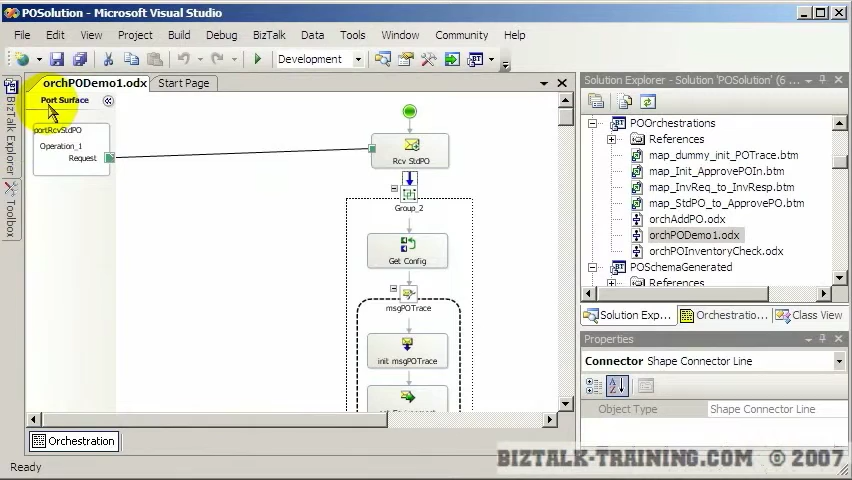 POSolution - Microsoft Visual Studio
File Edit View Project Build Debug BizTalk Data Tools Window Community Help
Development
orchPODemo1.odx Start Page
BizTalk Explorer
Toolbox
Port Surface
portRcvStdPO
Operation_1
Request
Rcv StdPO
Group_2
Get Config
msgPOTrace
init msgPOTrace
Orchestration
Solution Explorer - Solution 'POSolution' (6 ...
POOrchestrations
References
map_dummy_init_POTrace.btm
map_Init_ApprovePOIn.btm
map_InvReq_to_InvResp.btm
map_StdPO_to_ApprovePO.btm
orchAddPO.odx
orchPODemo1.odx
orchPOInventoryCheck.odx
POSchemaGenerated
References
Solution Exp... Orchestratio... Class View
Properties
Connector Shape Connector Line
Object Type Shape Connector Line
Ready
BIZTALK-TRAINING.COM © 2007